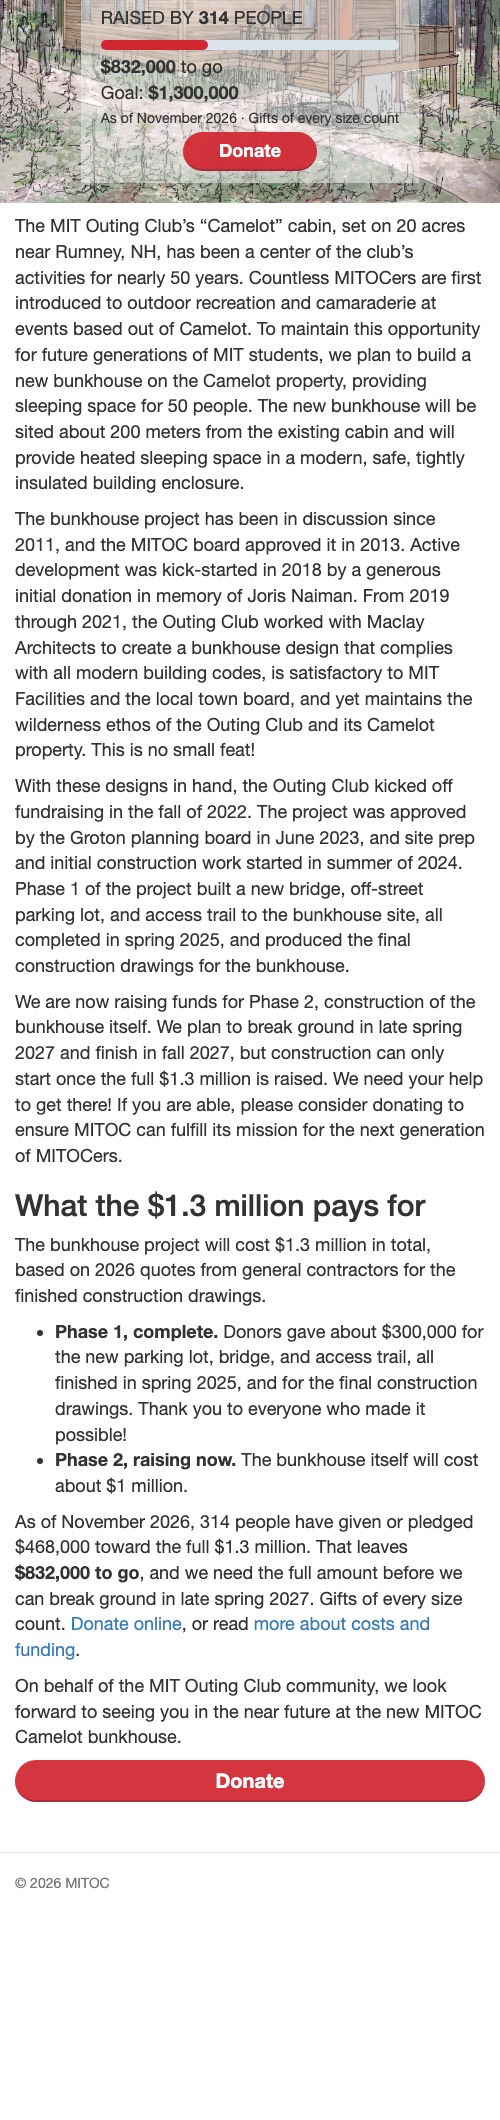 RAISED BY 314 PEOPLE
$832,000 to go
Goal: $1,300,000
As of November 2026 · Gifts of every size count
Donate
The MIT Outing Club’s “Camelot” cabin, set on 20 acres
near Rumney, NH, has been a center of the club’s
activities for nearly 50 years. Countless MITOCers are first
introduced to outdoor recreation and camaraderie at
events based out of Camelot. To maintain this opportunity
for future generations of MIT students, we plan to build a
new bunkhouse on the Camelot property, providing
sleeping space for 50 people. The new bunkhouse will be
sited about 200 meters from the existing cabin and will
provide heated sleeping space in a modern, safe, tightly
insulated building enclosure.
The bunkhouse project has been in discussion since
2011, and the MITOC board approved it in 2013. Active
development was kick-started in 2018 by a generous
initial donation in memory of Joris Naiman. From 2019
through 2021, the Outing Club worked with Maclay
Architects to create a bunkhouse design that complies
with all modern building codes, is satisfactory to MIT
Facilities and the local town board, and yet maintains the
wilderness ethos of the Outing Club and its Camelot
property. This is no small feat!
With these designs in hand, the Outing Club kicked off
fundraising in the fall of 2022. The project was approved
by the Groton planning board in June 2023, and site prep
and initial construction work started in summer of 2024.
Phase 1 of the project built a new bridge, off-street
parking lot, and access trail to the bunkhouse site, all
completed in spring 2025, and produced the final
construction drawings for the bunkhouse.
We are now raising funds for Phase 2, construction of the
bunkhouse itself. We plan to break ground in late spring
2027 and finish in fall 2027, but construction can only
start once the full $1.3 million is raised. We need your help
to get there! If you are able, please consider donating to
ensure MITOC can fulfill its mission for the next generation
of MITOCers.
What the $1.3 million pays for
The bunkhouse project will cost $1.3 million in total,
based on 2026 quotes from general contractors for the
finished construction drawings.
• Phase 1, complete. Donors gave about $300,000 for
the new parking lot, bridge, and access trail, all
finished in spring 2025, and for the final construction
drawings. Thank you to everyone who made it
possible!
• Phase 2, raising now. The bunkhouse itself will cost
about $1 million.
As of November 2026, 314 people have given or pledged
$468,000 toward the full $1.3 million. That leaves
$832,000 to go, and we need the full amount before we
can break ground in late spring 2027. Gifts of every size
count. Donate online, or read more about costs and
funding.
On behalf of the MIT Outing Club community, we look
forward to seeing you in the near future at the new MITOC
Camelot bunkhouse.
Donate
© 2026 MITOC